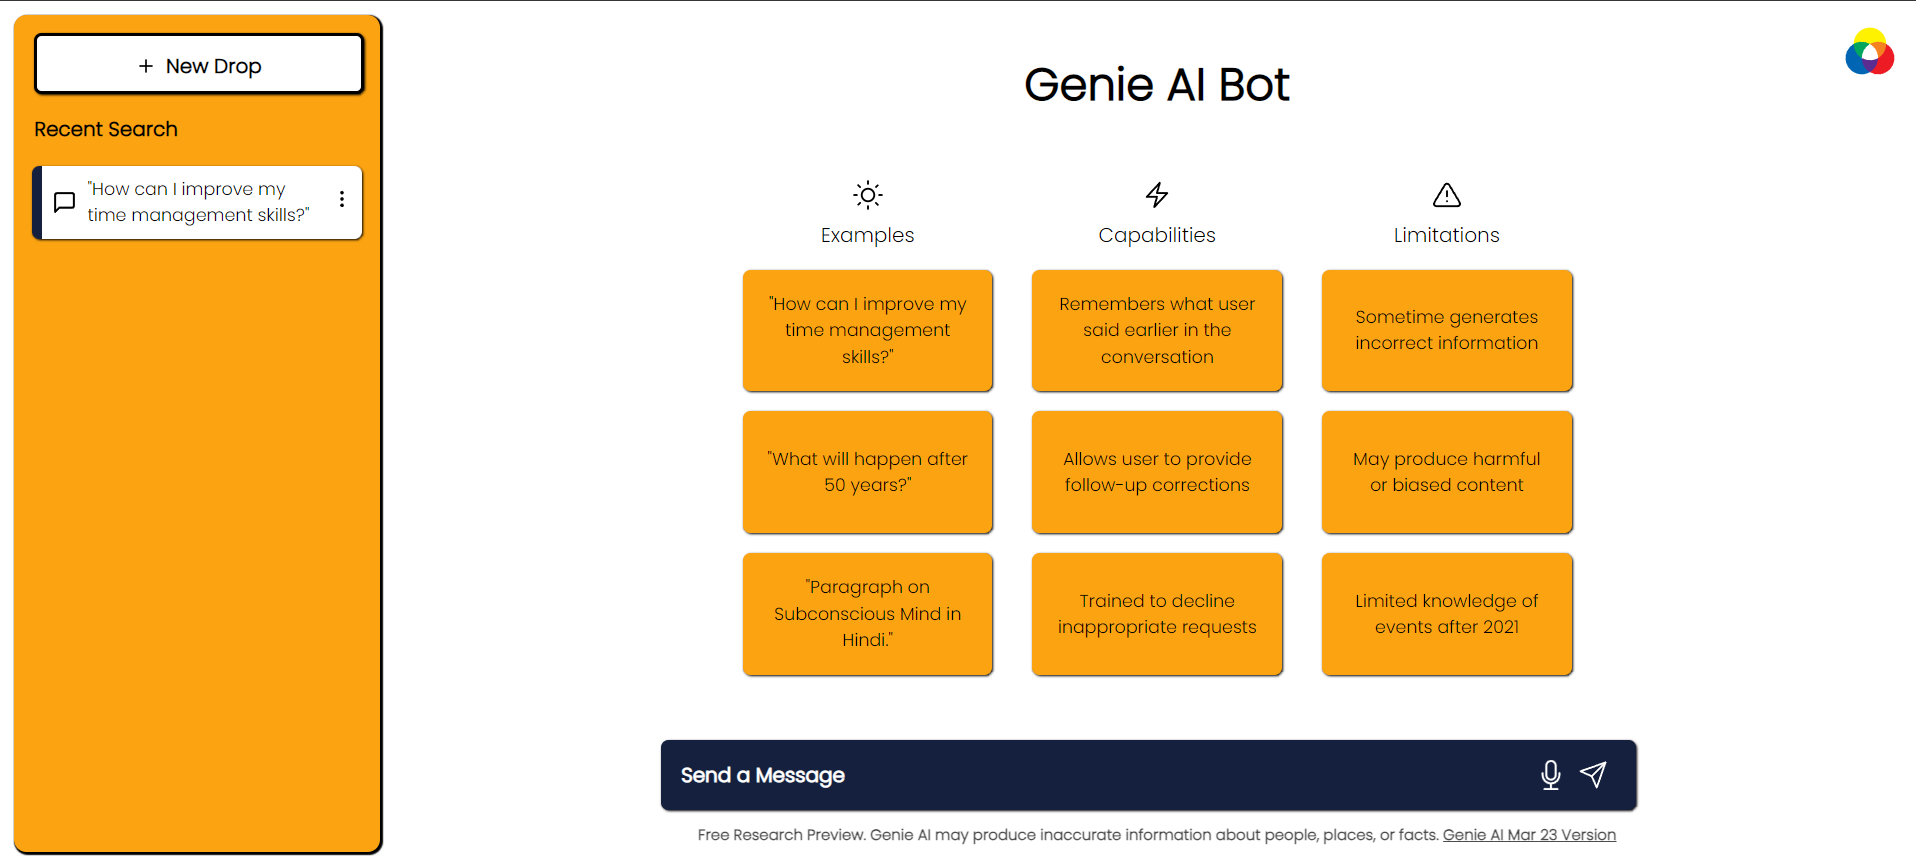 + New Drop
Recent Search
"How can I improve my
time management skills?"
Genie AI Bot
Examples
"How can I improve my
time management
skills?"
"What will happen after
50 years?"
"Paragraph on
Subconscious Mind in
Hindi."
Capabilities
Remembers what user
said earlier in the
conversation
Allows user to provide
follow-up corrections
Trained to decline
inappropriate requests
Limitations
Sometime generates
incorrect information
May produce harmful
or biased content
Limited knowledge of
events after 2021
Send a Message
Free Research Preview. Genie AI may produce inaccurate information about people, places, or facts. Genie AI Mar 23 Version